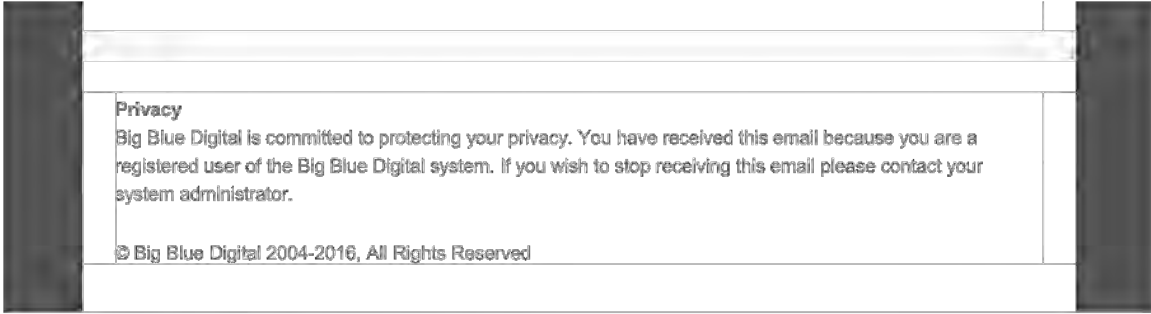 Privacy
Big Blue Digital is committed to protecting your privacy. You have received this email because you are a
registered user of the Big Blue Digital system. If you wish to stop receiving this email please contact your
system administrator.
© Big Blue Digital 2004-2016, All Rights Reserved